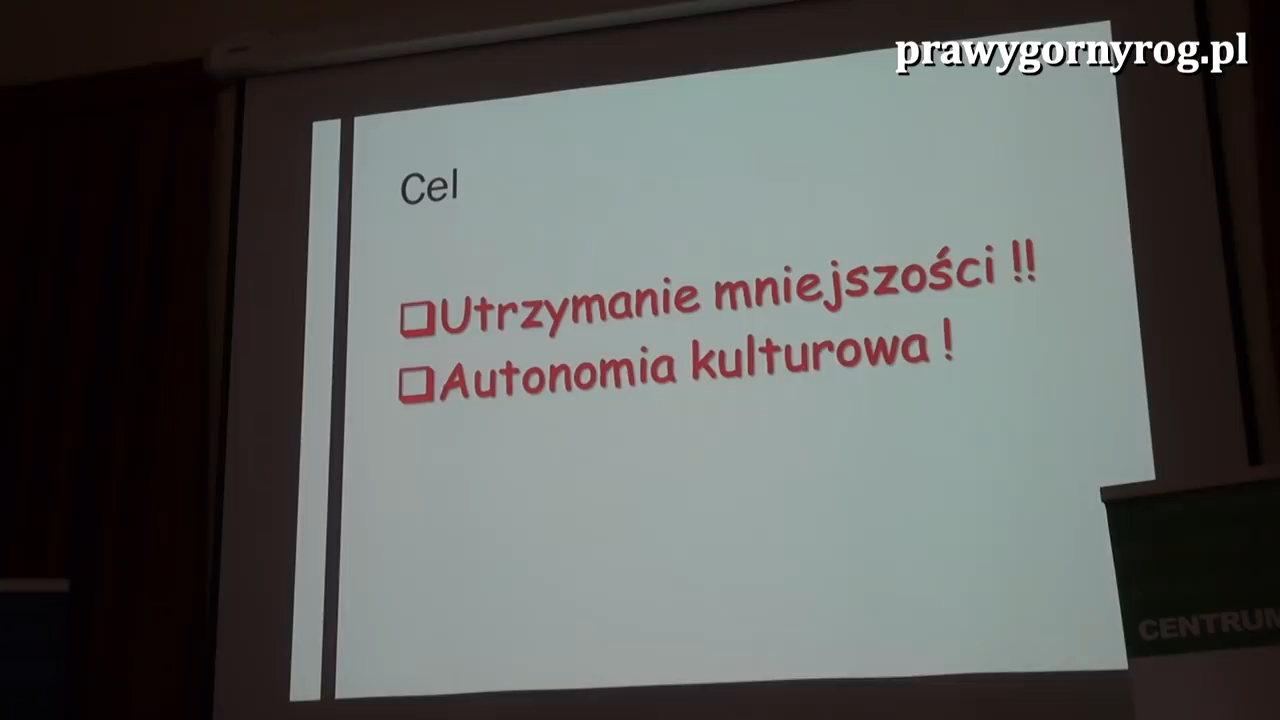 prawygornyrog.pl
Cel
❑Utrzymanie mniejszości !!
❑Autonomia kulturowa !
CENTRUM